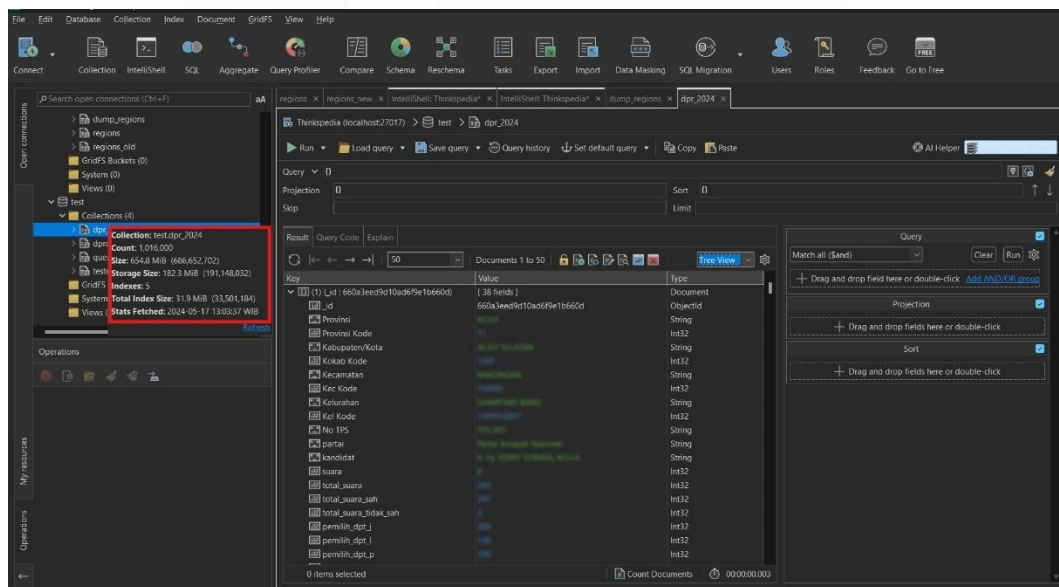 File Edit Database Collection Index Document GridFS View Help
Connect Collection IntelliShell SQL Aggregate Query Profiler Compare Schema Reschema Tasks Export Import Data Masking SQL Migration Users Roles Feedback Go to Free
FREE
Search open connections (Ctrl+F) aA
regions regions_new IntelliShell: Thinkspedia* IntelliShell: Thinkspedia* dump_regions dpr_2024
Open connections
dump_regions
regions
regions_old
GridFS Buckets (0)
System (0)
Views (0)
test
Collections (4)
Collection: test.dpr_2024
Count: 1,016,000
Size: 654.8 MiB (686,652,702)
Storage Size: 182.3 MiB (191,148,032)
Indexes: 5
Total Index Size: 31.9 MiB (33,501,184)
Stats Fetched: 2024-05-17 13:03:37 WIB
Refresh
Operations
My resources
Operations
Thinkspedia (localhost:27017) > test > dpr_2024
Run Load query Save query Query history Set default query Copy Paste AI Helper
Query {}
Projection {} Sort {}
Skip Limit
Result Query Code Explain
50 Documents 1 to 50 Tree View
Key Value Type
(1) {_id : 660a3eed9d10ad6f9e1b660d} { 38 fields } Document
_id 660a3eed9d10ad6f9e1b660d ObjectId
Provinsi String
Provinsi Kode Int32
Kabupaten/Kota String
Kokab Kode Int32
Kecamatan String
Kec Kode Int32
Kelurahan String
Kel Kode Int32
No TPS String
partai String
kandidat String
suara Int32
total_suara Int32
total_suara_sah Int32
total_suara_tidak_sah Int32
pemilih_dpt_j Int32
pemilih_dpt_l Int32
pemilih_dpt_p Int32
0 items selected Count Documents 00:00:00.003
Query
Match all ($and) Clear Run
Drag and drop field here or double-click Add AND/OR group
Projection
Drag and drop fields here or double-click
Sort
Drag and drop fields here or double-click